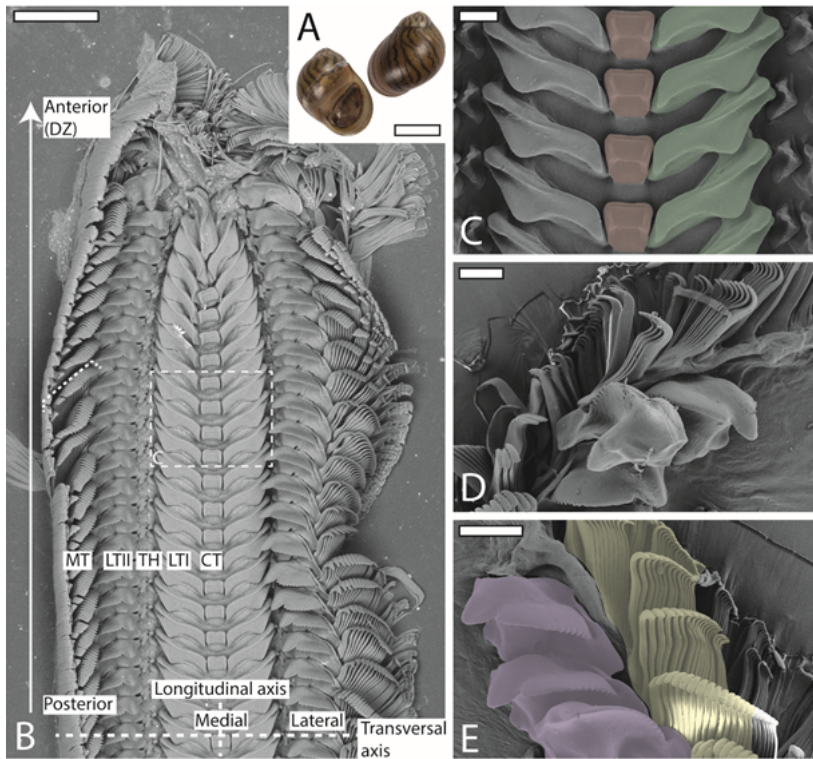 A
Anterior
(DZ)
C
C
D
MT
LTII
TH
LTI
CT
Longitudinal axis
Posterior
Medial
Lateral
Transversal
axis
B
E